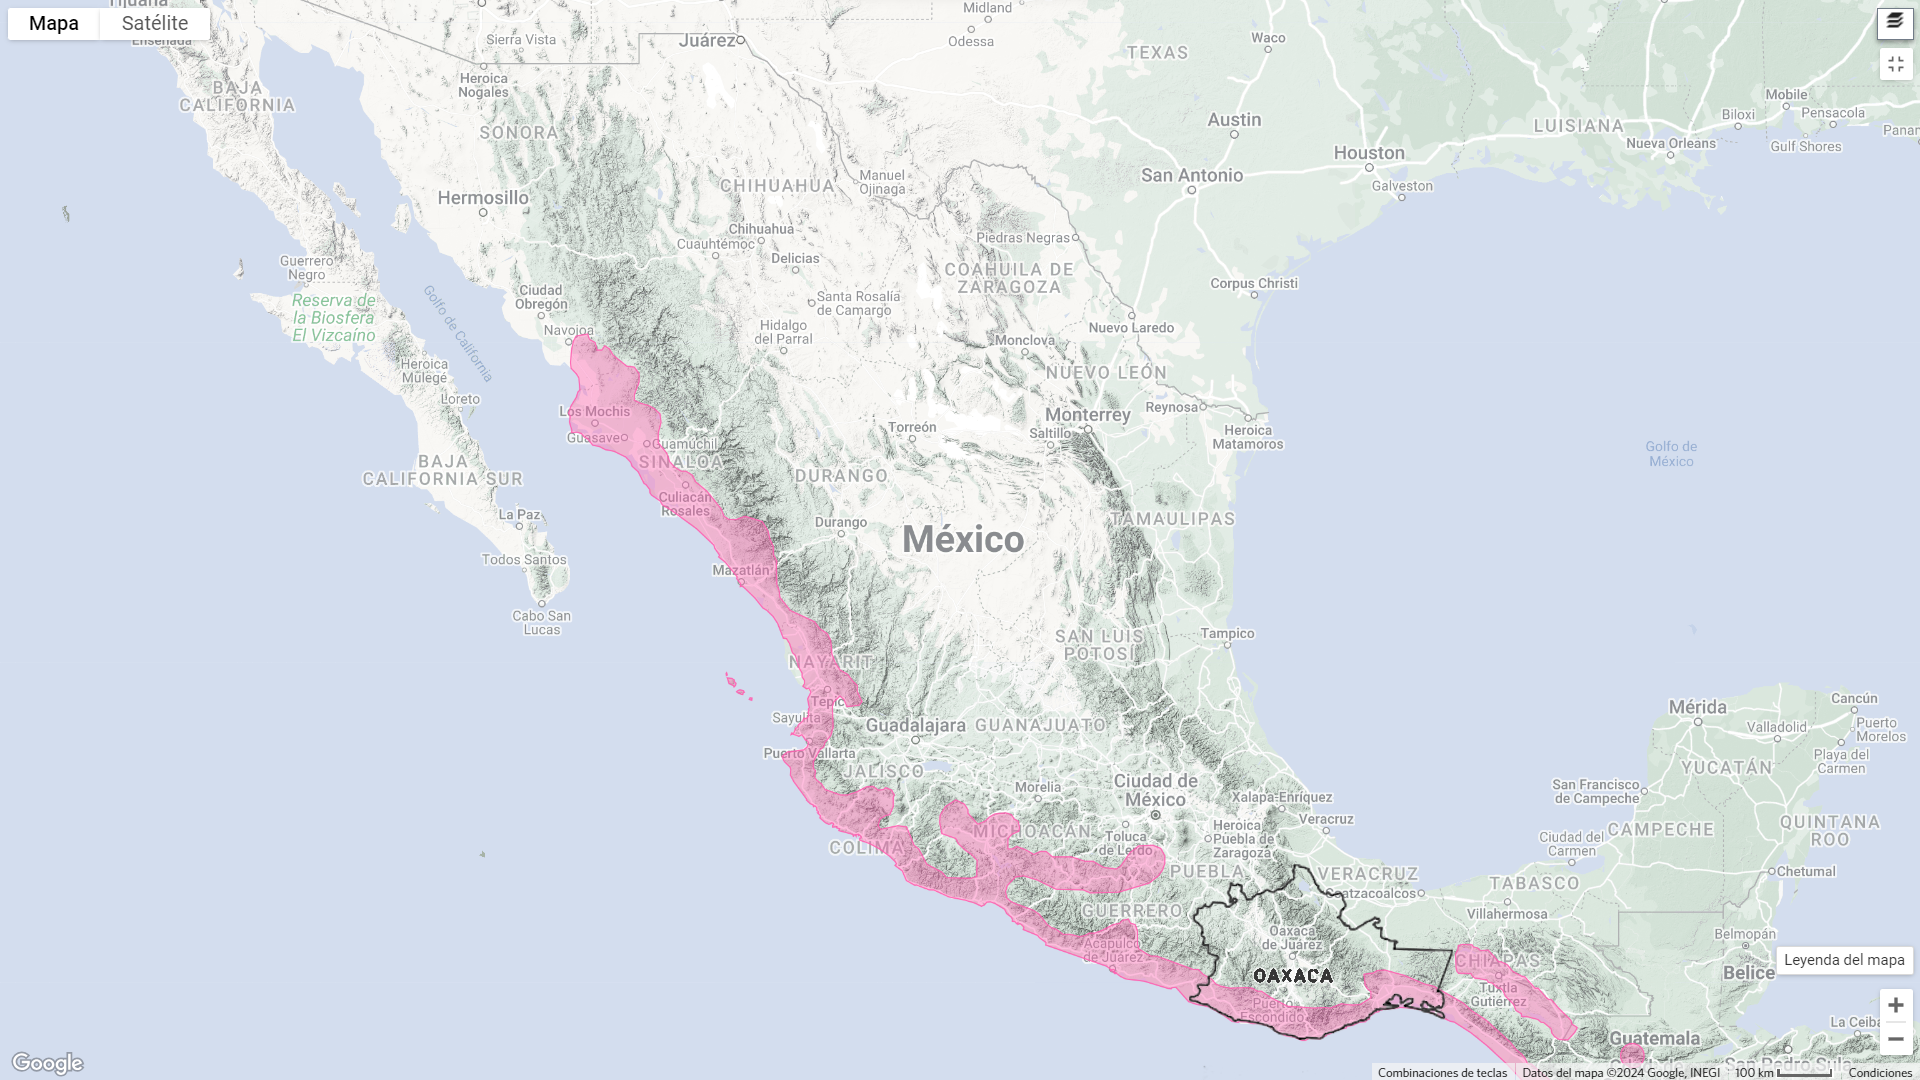 Mapa
Satélite
Ensenada
BAJA
CALIFORNIA
Sierra Vista
Heroica
Nogales
Juárez
Midland
Odessa
TEXAS
Waco
SONORA
Hermosillo
CHIHUAHUA
Manuel
Ojinaga
Chihuahua
Cuauhtémoc
Delicias
Austin
San Antonio
Houston
Galveston
LUISIANA
Nueva Orleans
Biloxi
Mobile
Pensacola
Gulf Shores
Panan
Guerrero
Negro
Reserva de
la Biosfera
El Vizcaíno
Golfo de California
Ciudad
Obregón
Navojoa
Santa Rosalía
de Camargo
Hidalgo
del Parral
Piedras Negras
COAHUILA DE
ZARAGOZA
Corpus Christi
Nuevo Laredo
Monclova
NUEVO LEÓN
Heroica
Mulegé
Loreto
Los Mochis
Guasave
Guamúchil
SINALOA
Culiacán
Rosales
Torreón
Saltillo
Monterrey
Reynosa
Heroica
Matamoros
Golfo de
México
BAJA
CALIFORNIA SUR
La Paz
Todos Santos
Cabo San
Lucas
DURANGO
Durango
México
TAMAULIPAS
Mazatlán
SAN LUIS
POTOSÍ
Tampico
NAYARIT
Tepic
Sayulita
Puerto Vallarta
Guadalajara
GUANAJUATO
JALISCO
Morelia
Ciudad de
México
COLIMA
MICHOACÁN
Toluca
de Lerdo
Xalapa-Enríquez
Veracruz
Heroica
Puebla de
Zaragoza
PUEBLA
VERACRUZ
Coatzacoalcos
GUERRERO
Acapulco
de Juárez
Oaxaca
de Juárez
OAXACA
Puerto
Escondido
TABASCO
Villahermosa
CHIAPAS
Tuxtla
Gutiérrez
Mérida
Valladolid
Cancún
Puerto
Morelos
Playa del
Carmen
YUCATÁN
San Francisco
de Campeche
CAMPECHE
Ciudad del
Carmen
QUINTANA
ROO
Chetumal
Belmopán
Belice
Leyenda del mapa
Guatemala
La Ceiba
San Pedro Sula
Google
Combinaciones de teclas
Datos del mapa ©2024 Google, INEGI
100 km
Condiciones